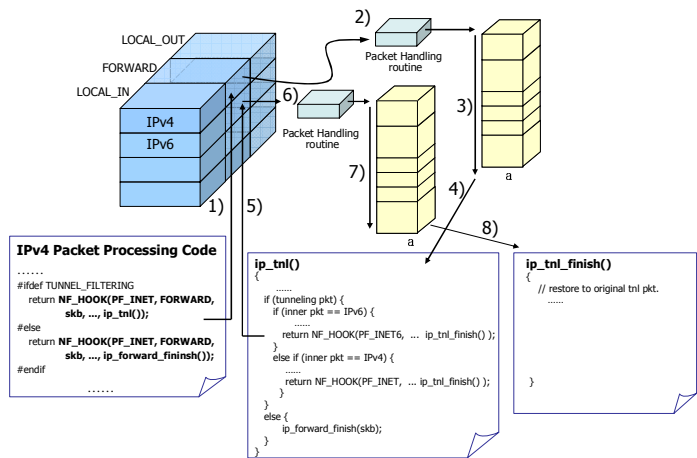 2)
LOCAL_OUT
FORWARD
LOCAL_IN
Packet Handling
routine
6)
IPv4
IPv6
Packet Handling
routine
3)
7)
1)
5)
4)
a
a
8)
IPv4 Packet Processing Code
......
#ifdef TUNNEL_FILTERING
return NF_HOOK(PF_INET, FORWARD,
skb, ..., ip_tnl());
#else
return NF_HOOK(PF_INET, FORWARD,
skb, ..., ip_forward_fininsh());
#endif
......
ip_tnl()
{
......
if (tunneling pkt) {
if (inner pkt == IPv6) {
......
return NF_HOOK(PF_INET6, ... ip_tnl_finish() );
}
else if (inner pkt == IPv4) {
......
return NF_HOOK(PF_INET, ... ip_tnl_finish() );
}
}
else {
ip_forward_finish(skb);
}
}
ip_tnl_finish()
{
// restore to original tnl pkt.
......
}